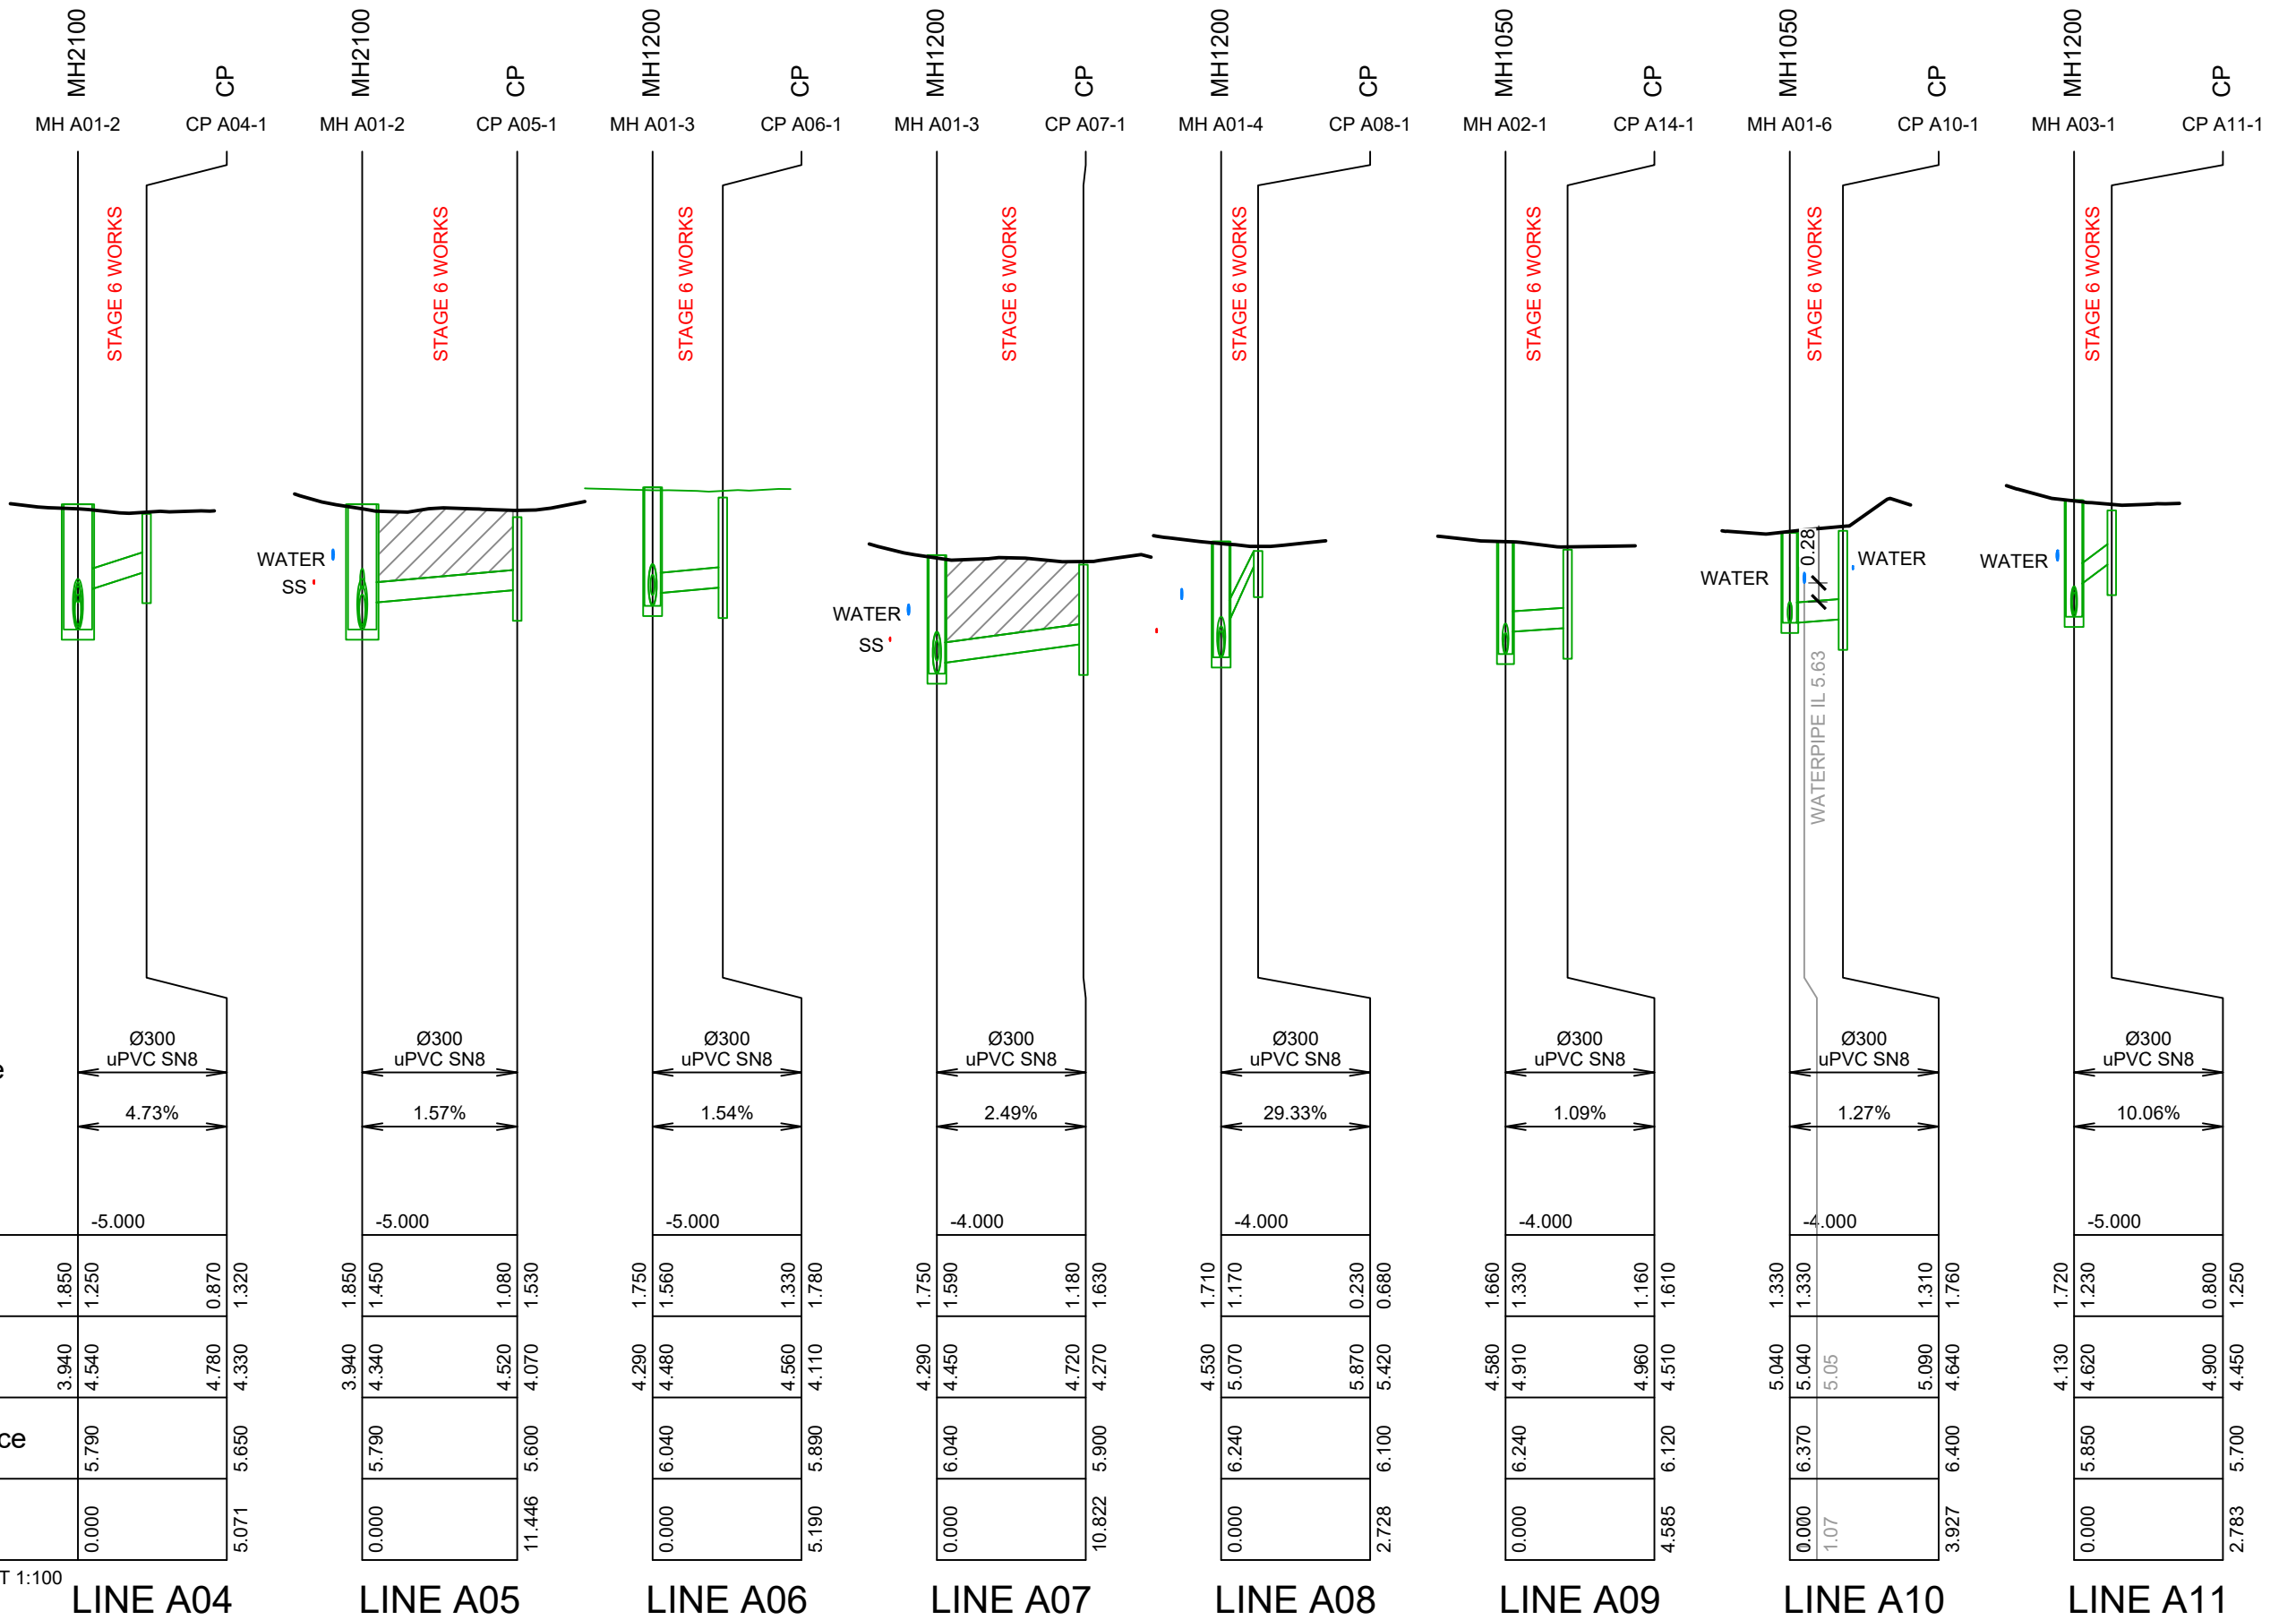 MH2100
CP
MH2100
CP
MH1200
CP
MH1200
CP
MH1200
CP
MH1050
CP
MH1050
CP
MH1200
CP
MH A01-2
CP A04-1
MH A01-2
CP A05-1
MH A01-3
CP A06-1
MH A01-3
CP A07-1
MH A01-4
CP A08-1
MH A02-1
CP A14-1
MH A01-6
CP A10-1
MH A03-1
CP A11-1
STAGE 6 WORKS
STAGE 6 WORKS
STAGE 6 WORKS
STAGE 6 WORKS
STAGE 6 WORKS
STAGE 6 WORKS
STAGE 6 WORKS
STAGE 6 WORKS
WATER
SS
WATER
SS
WATER
0.28
WATER
WATER
WATERPIPE IL 5.63
Ø300
uPVC SN8
Ø300
uPVC SN8
Ø300
uPVC SN8
Ø300
uPVC SN8
Ø300
uPVC SN8
Ø300
uPVC SN8
Ø300
uPVC SN8
Ø300
uPVC SN8
e
4.73%
1.57%
1.54%
2.49%
29.33%
1.09%
1.27%
10.06%
-5.000
-5.000
-5.000
-4.000
-4.000
-4.000
-4.000
-5.000
1.850
1.250
0.870
1.320
1.850
1.450
1.080
1.530
1.750
1.560
1.330
1.780
1.750
1.590
1.180
1.630
1.710
1.170
0.230
0.680
1.660
1.330
1.160
1.610
1.330
1.330
1.310
1.760
1.720
1.230
0.800
1.250
3.940
4.540
4.780
4.330
3.940
4.340
4.520
4.070
4.290
4.480
4.560
4.110
4.290
4.450
4.720
4.270
4.530
5.070
5.870
5.420
4.580
4.910
4.960
4.510
5.040
5.040
5.05
5.090
4.640
4.130
4.620
4.900
4.450
ce
5.790
5.650
5.790
5.600
6.040
5.890
6.040
5.900
6.240
6.100
6.240
6.120
6.370
6.400
5.850
5.700
0.000
5.071
0.000
11.446
0.000
5.190
0.000
10.822
0.000
2.728
0.000
4.585
0.000
1.07
3.927
0.000
2.783
T 1:100
LINE A04
LINE A05
LINE A06
LINE A07
LINE A08
LINE A09
LINE A10
LINE A11